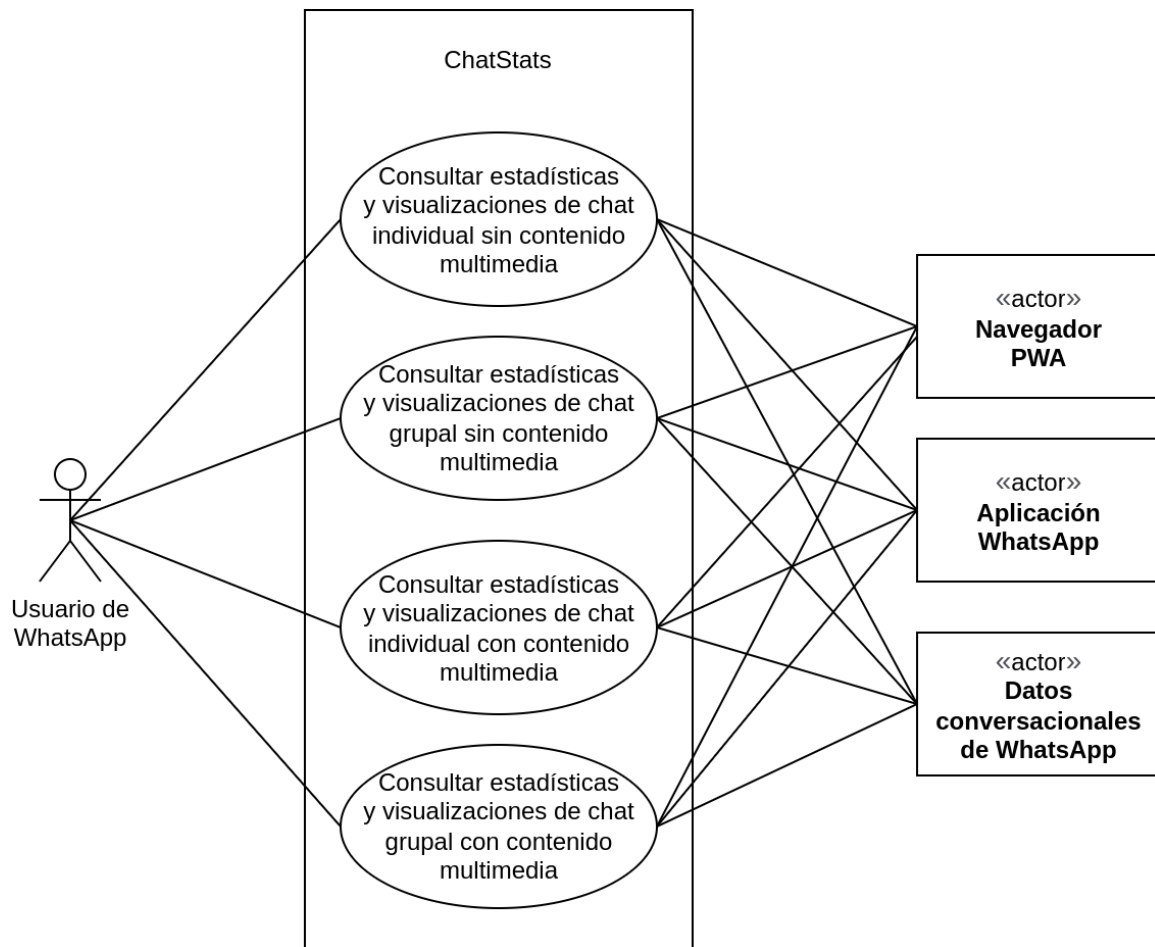 ChatStats
Consultar estadísticas
y visualizaciones de chat
individual sin contenido
multimedia
Consultar estadísticas
y visualizaciones de chat
grupal sin contenido
multimedia
Consultar estadísticas
y visualizaciones de chat
individual con contenido
multimedia
Consultar estadísticas
y visualizaciones de chat
grupal con contenido
multimedia
Usuario de
WhatsApp
«actor»
Navegador
PWA
«actor»
Aplicación
WhatsApp
«actor»
Datos
conversacionales
de WhatsApp